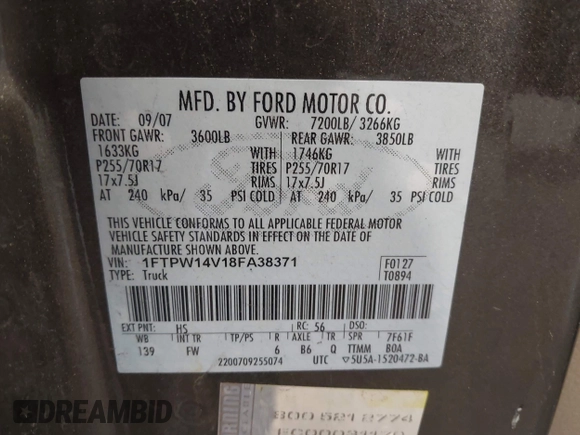 MFD. BY FORD MOTOR CO.
DATE: 09/07 GVWR: 7200LB/ 3266KG
FRONT GAWR: 3600LB REAR GAWR: 3850LB
1633KG WITH 1746KG WITH
P255/70R17 TIRES P255/70R17 TIRES
17x7.5J RIMS 17x7.5J RIMS
AT 240 kPa/ 35 PSI COLD AT 240 kPa/ 35 PSI COLD
THIS VEHICLE CONFORMS TO ALL APPLICABLE FEDERAL MOTOR
VEHICLE SAFETY STANDARDS IN EFFECT ON THE DATE OF
MANUFACTURE SHOWN ABOVE.
VIN: 1FTPW14V18FA38371 F0127
TYPE: Truck T0894
EXT PNT: HS RC: 56 DSO:
WB INT TR TP/PS R AXLE TR SPR 7F61F
139 FW 6 B6 Q TTMM BOA
2200709255074 UTC 5U5A-1520472-BA
DREAMBID